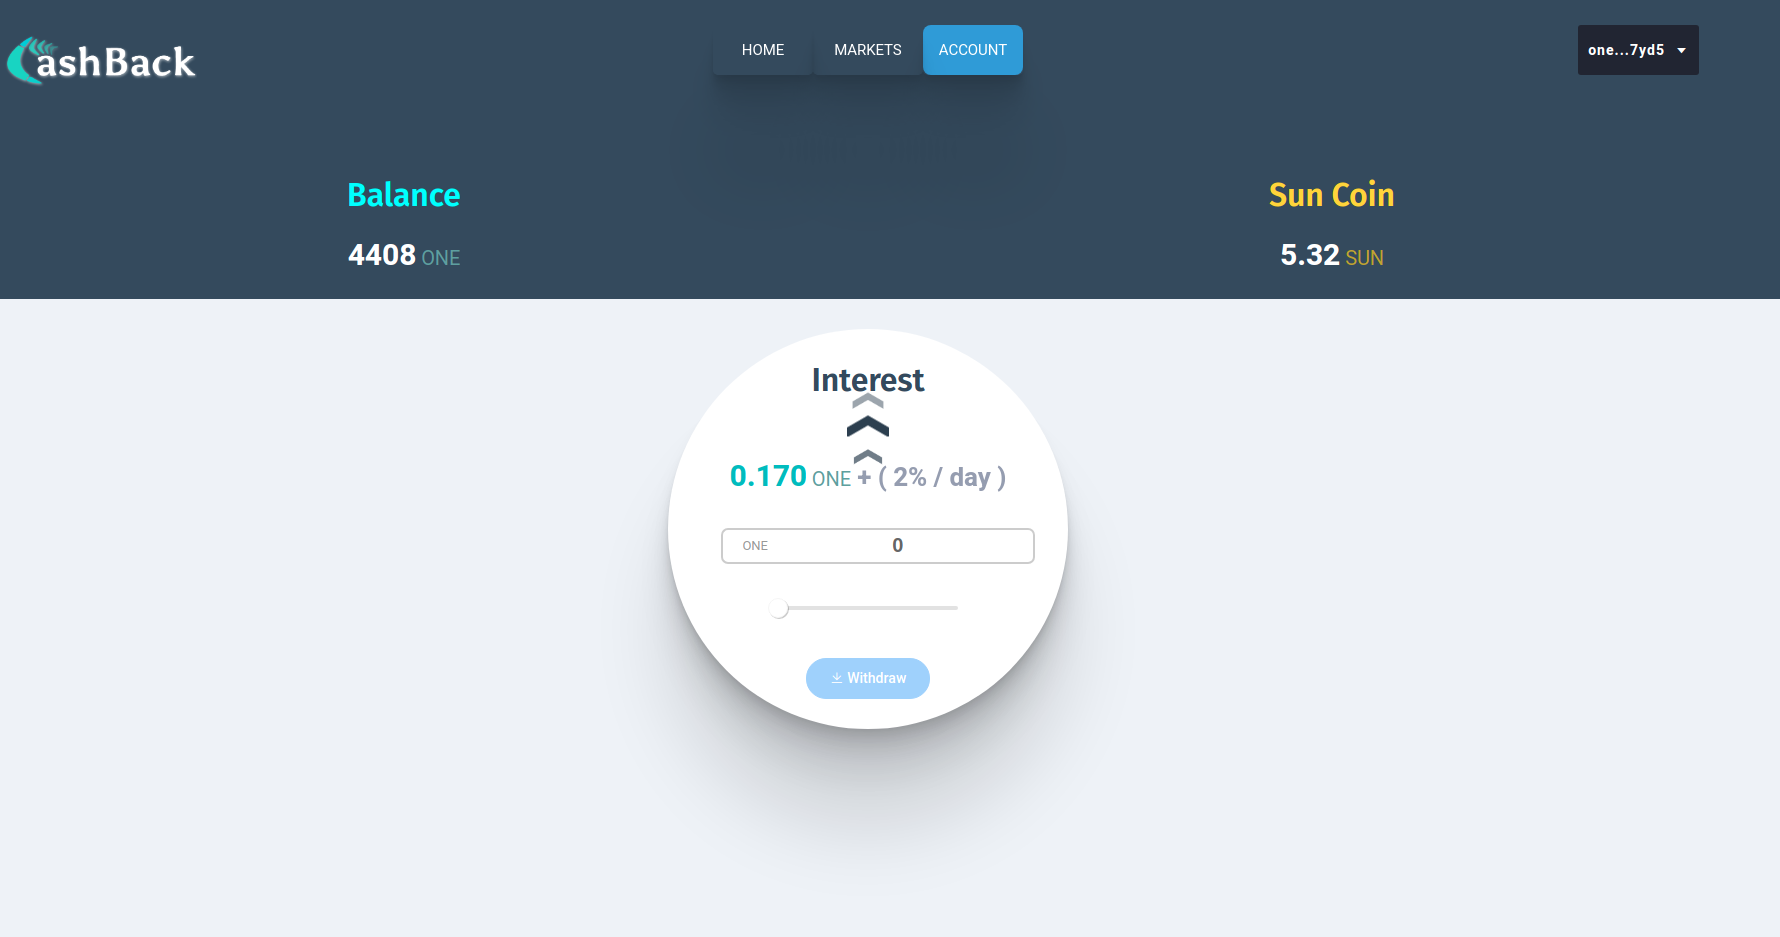 CashBack
HOME MARKETS ACCOUNT
one...7yd5
Balance
4408 ONE
Sun Coin
5.32 SUN
Interest
0.170 ONE + ( 2% / day )
ONE 0
Withdraw